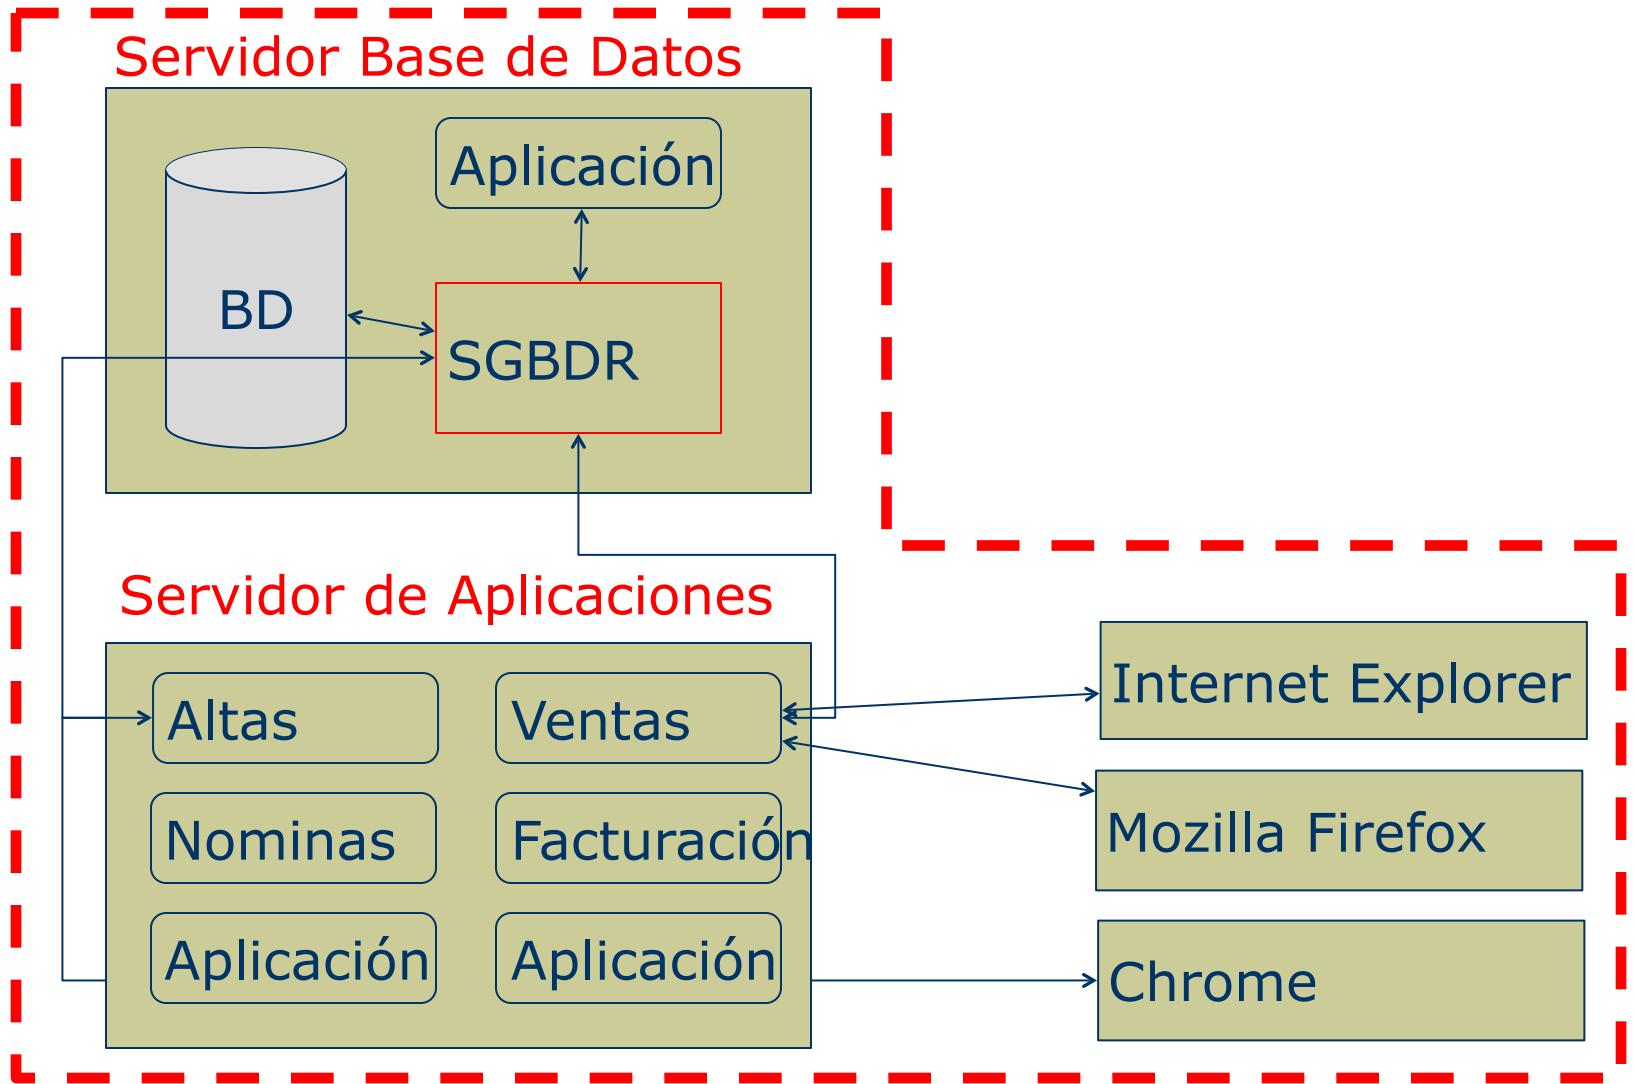 Servidor Base de Datos
Aplicación
BD
SGBDR
Servidor de Aplicaciones
Altas
Ventas
Internet Explorer
Nominas
Facturación
Mozilla Firefox
Aplicación
Aplicación
Chrome